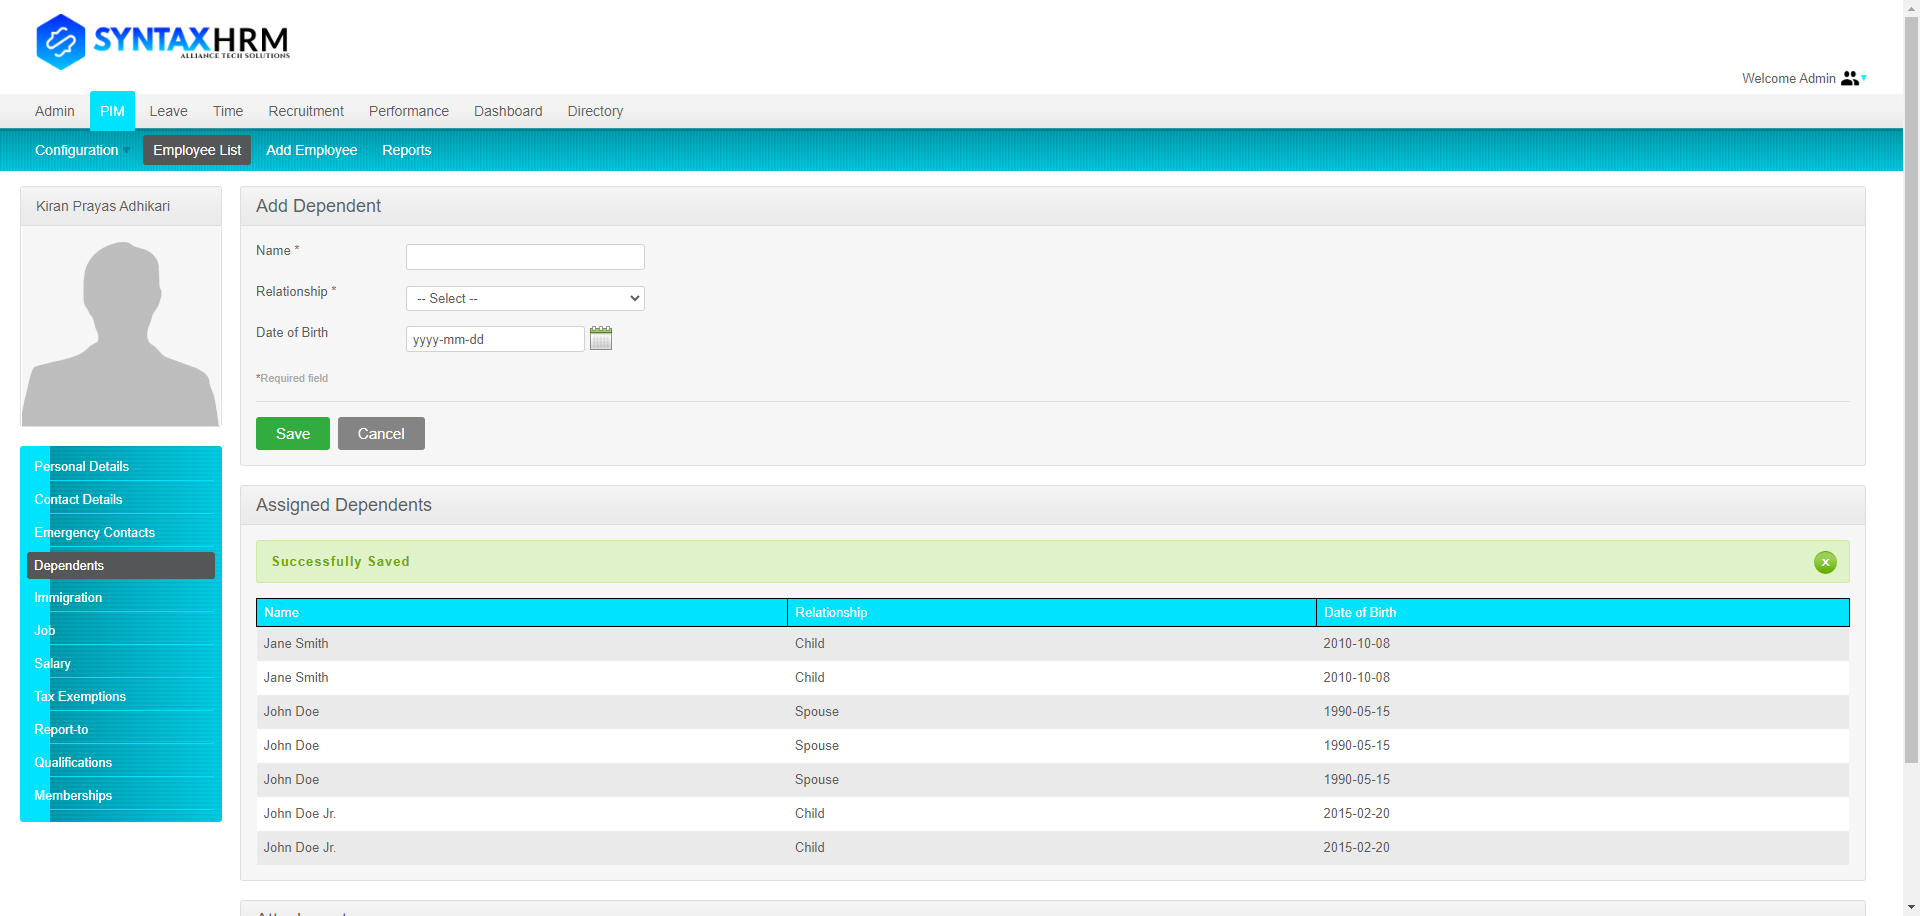 SYNTAXHRM
ALLIANCE TECH SOLUTIONS
Welcome Admin
Admin PIM Leave Time Recruitment Performance Dashboard Directory
Configuration Employee List Add Employee Reports
Kiran Prayas Adhikari
Personal Details
Contact Details
Emergency Contacts
Dependents
Immigration
Job
Salary
Tax Exemptions
Report-to
Qualifications
Memberships
Add Dependent
Name *
Relationship * -- Select --
Date of Birth yyyy-mm-dd
*Required field
Save Cancel
Assigned Dependents
Successfully Saved x
Name Relationship Date of Birth
Jane Smith Child 2010-10-08
Jane Smith Child 2010-10-08
John Doe Spouse 1990-05-15
John Doe Spouse 1990-05-15
John Doe Spouse 1990-05-15
John Doe Jr. Child 2015-02-20
John Doe Jr. Child 2015-02-20